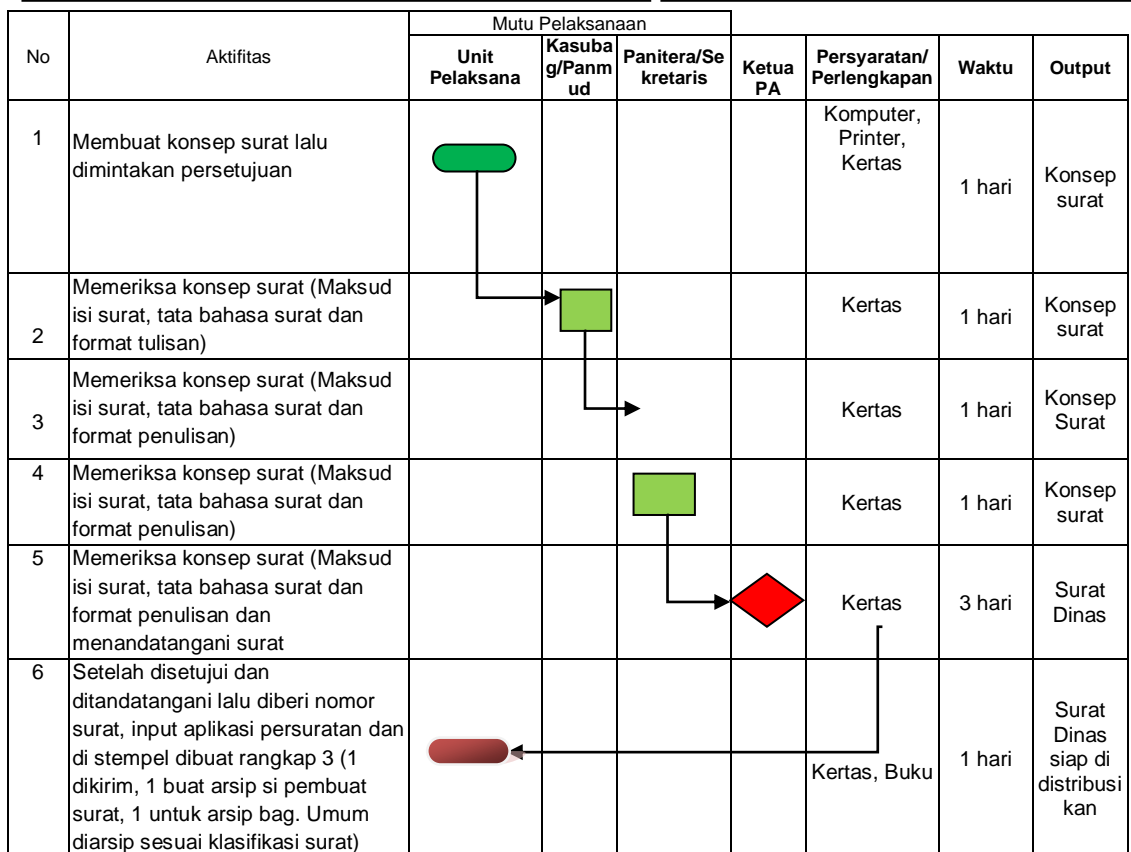 Mutu Pelaksanaan
No
Aktifitas
Unit
Pelaksana
Kasuba
g/Panm
ud
Panitera/Se
kretaris
Ketua
PA
Persyaratan/
Perlengkapan
Waktu
Output
1
Membuat konsep surat lalu
dimintakan persetujuan
Komputer,
Printer,
Kertas
1 hari
Konsep
surat
2
Memeriksa konsep surat (Maksud
isi surat, tata bahasa surat dan
format tulisan)
Kertas
1 hari
Konsep
surat
3
Memeriksa konsep surat (Maksud
isi surat, tata bahasa surat dan
format penulisan)
Kertas
1 hari
Konsep
Surat
4
Memeriksa konsep surat (Maksud
isi surat, tata bahasa surat dan
format penulisan)
Kertas
1 hari
Konsep
surat
5
Memeriksa konsep surat (Maksud
isi surat, tata bahasa surat dan
format penulisan dan
menandatangani surat
Kertas
3 hari
Surat
Dinas
6
Setelah disetujui dan
ditandatangani lalu diberi nomor
surat, input aplikasi persuratan dan
di stempel dibuat rangkap 3 (1
dikirim, 1 buat arsip si pembuat
surat, 1 untuk arsip bag. Umum
diarsip sesuai klasifikasi surat)
Kertas, Buku
1 hari
Surat
Dinas
siap di
distribusi
kan